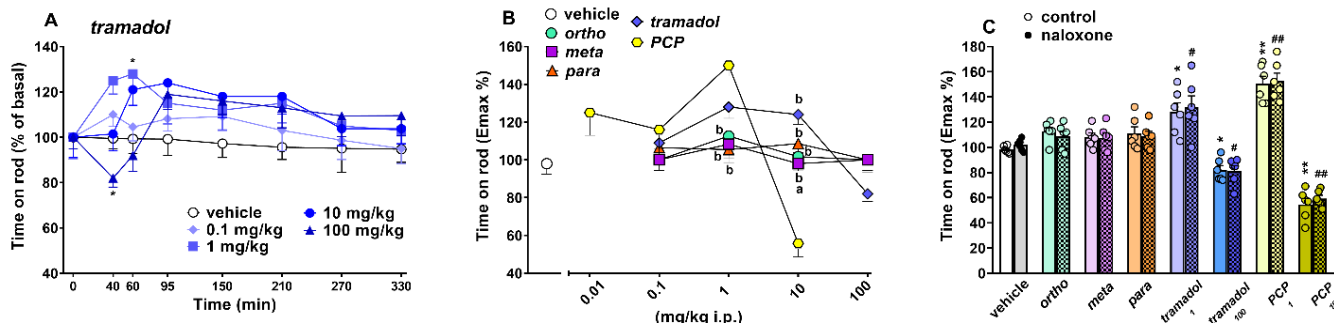 A
tramadol
Time on rod (% of basal)
140
120
100
80
60
40
*
*
vehicle
0.1 mg/kg
1 mg/kg
10 mg/kg
100 mg/kg
0 40 60 95 150 210 270 330
Time (min)
B
vehicle
ortho
meta
para
tramadol
PCP
Time on rod (Emax %)
160
140
120
100
80
60
40
b
b
b
b
b
b
b
a
0.01 0.1 1 10 100
(mg/kg i.p.)
C
control
naloxone
Time on rod (Emax %)
180
160
140
120
100
80
60
40
20
0
* # * # ** ## ** ##
vehicle
ortho
meta
para
tramadol 1
tramadol 100
PCP 1